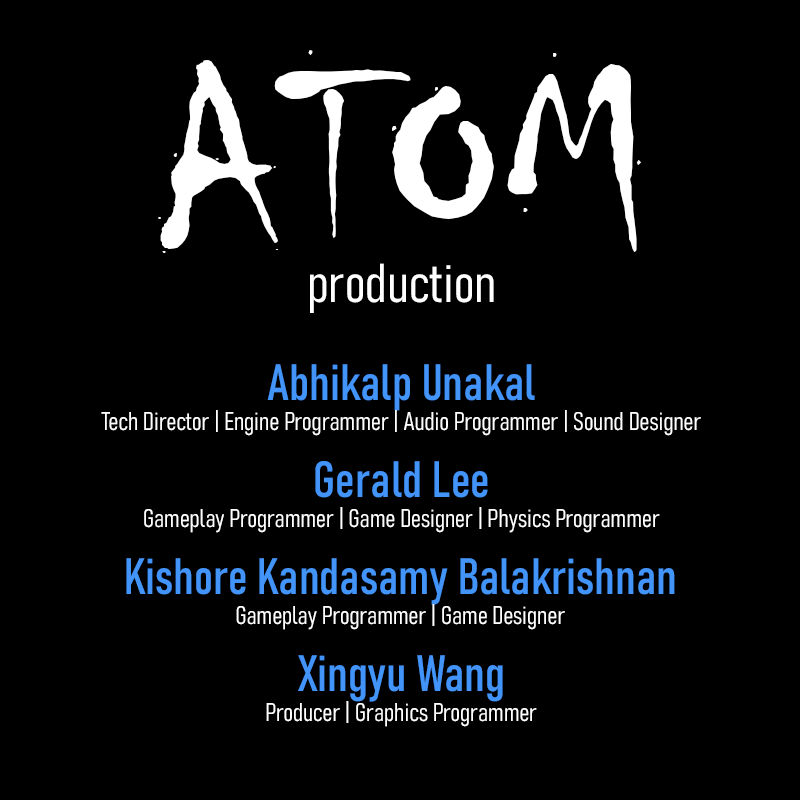 ATOM
production
Abhikalp Unakal
Tech Director | Engine Programmer | Audio Programmer | Sound Designer
Gerald Lee
Gameplay Programmer | Game Designer | Physics Programmer
Kishore Kandasamy Balakrishnan
Gameplay Programmer | Game Designer
Xingyu Wang
Producer | Graphics Programmer